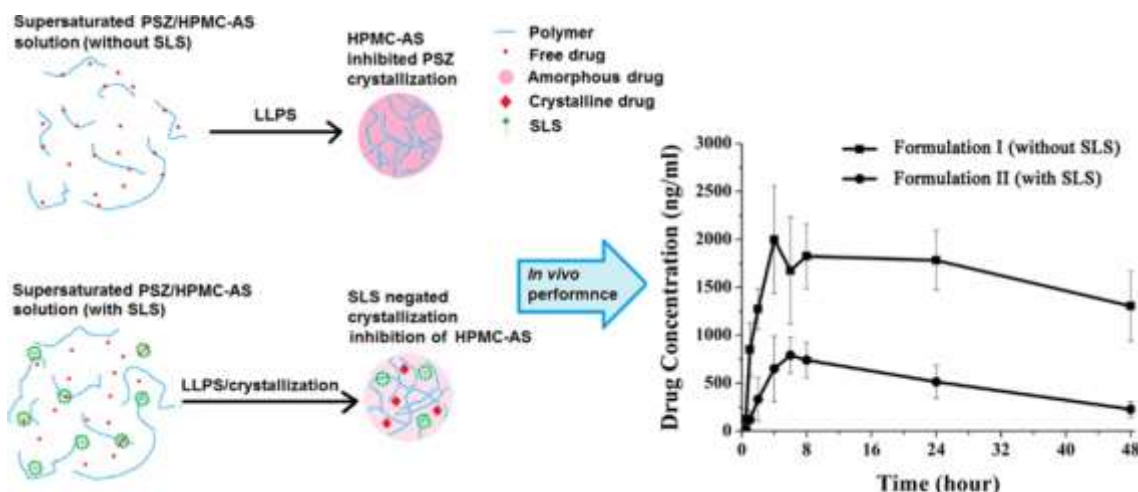 Supersaturated PSZ/HPMC-AS
solution (without SLS)
LLPS
HPMC-AS
inhibited PSZ
crystallization
Polymer
Free drug
Amorphous drug
Crystalline drug
SLS
Supersaturated PSZ/HPMC-AS
solution (with SLS)
LLPS/crystallization
SLS negated
crystallization
inhibition of HPMC-AS
In vivo
performnce
Formulation I (without SLS)
Formulation II (with SLS)
Drug Concentration (ng/ml)
3000
2500
2000
1500
1000
500
0
0 8 16 24 32 40 48
Time (hour)